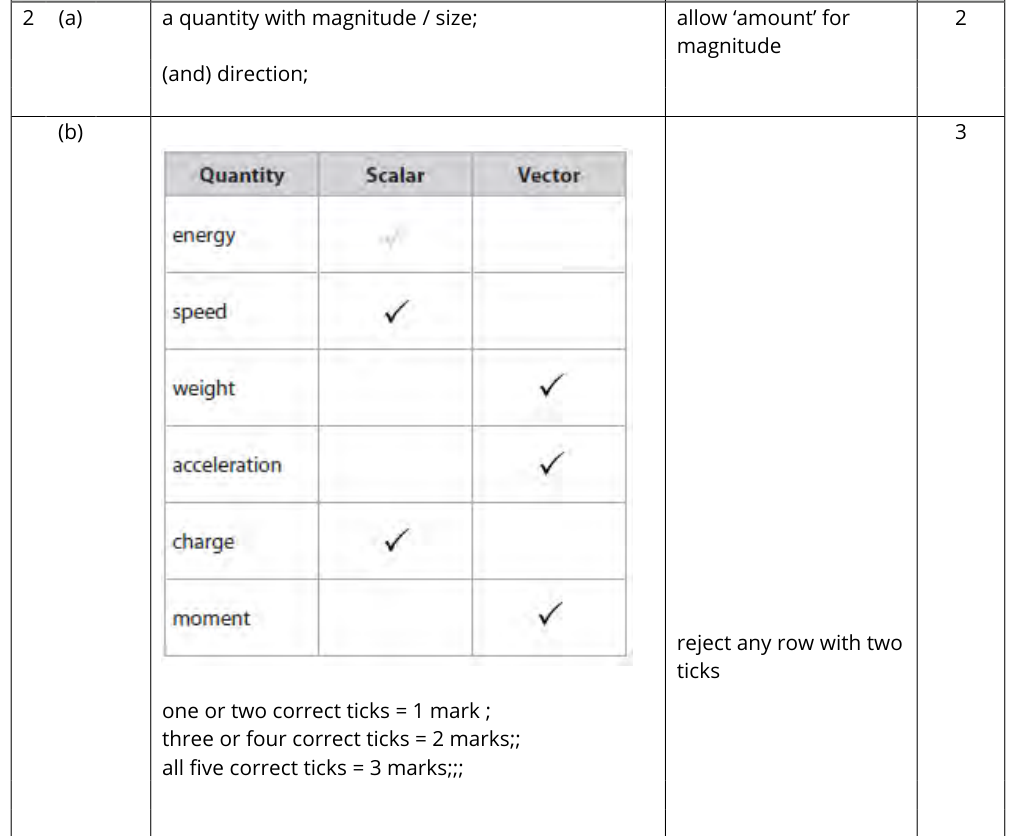 2 (a) a quantity with magnitude / size; allow ‘amount’ for 2
magnitude
(and) direction;
(b) 3
Quantity Scalar Vector
energy
speed ✓
weight ✓
acceleration ✓
charge ✓
moment ✓
reject any row with two
ticks
one or two correct ticks = 1 mark ;
three or four correct ticks = 2 marks;;
all five correct ticks = 3 marks;;;